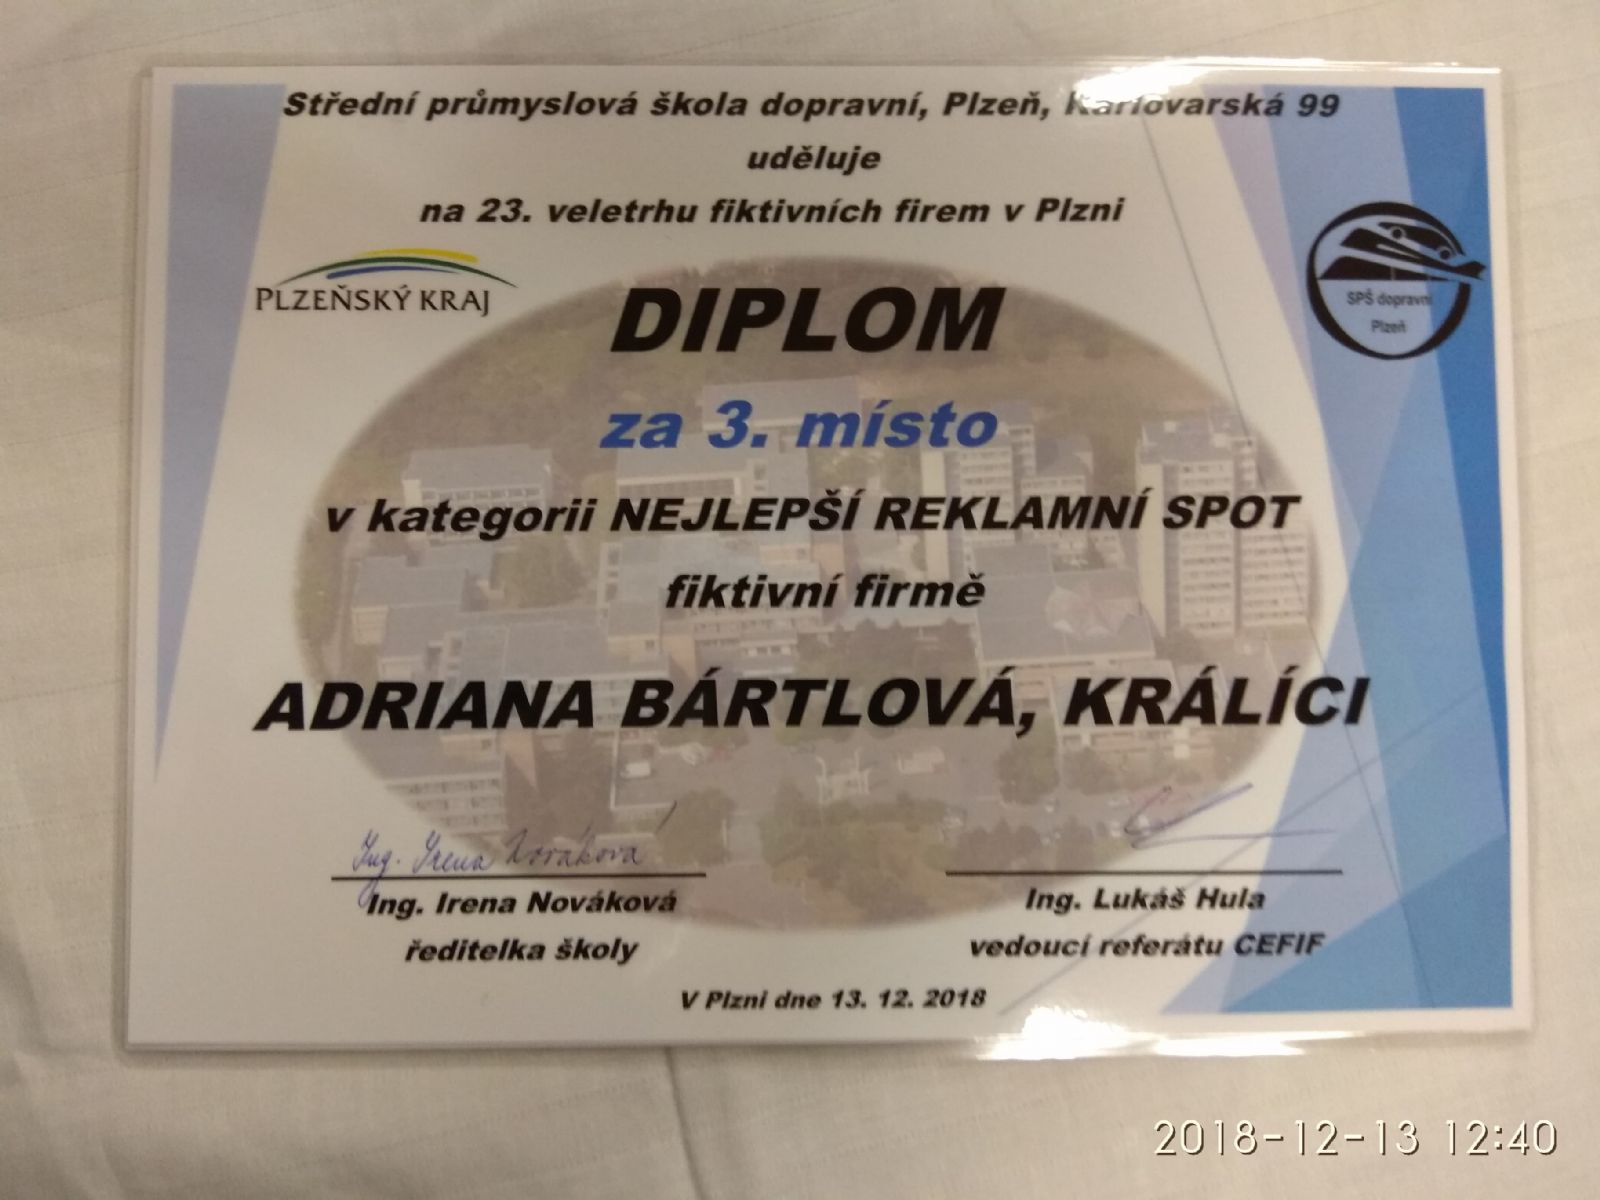 Střední průmyslová škola dopravní, Plzeň, Karlovarská 99
uděluje
na 23. veletrhu fiktivních firem v Plzni
PLZEŇSKÝ KRAJ
SPŠ dopravní
Plzeň
DIPLOM
za 3. místo
v kategorii NEJLEPŠÍ REKLAMNÍ SPOT
fiktivní firmě
ADRIANA BÁRTLOVÁ, KRÁLÍCI
Ing. Irena Nováková
Ing. Irena Nováková
ředitelka školy
Ing. Lukáš Hula
vedoucí referátu CEFIF
V Plzni dne 13. 12. 2018
2018-12-13 12:40